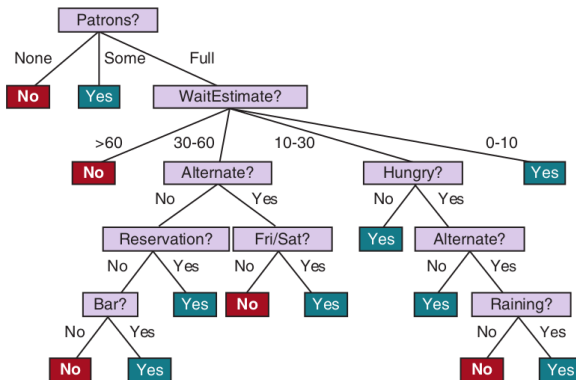 Patrons?
None Some Full
No Yes WaitEstimate?
>60 30-60 10-30 0-10
No Alternate? Hungry? Yes
No Yes No Yes
Reservation? Fri/Sat? Yes Alternate?
No Yes No Yes No Yes
Bar? Yes No Yes Yes Raining?
No Yes No Yes
No Yes No Yes